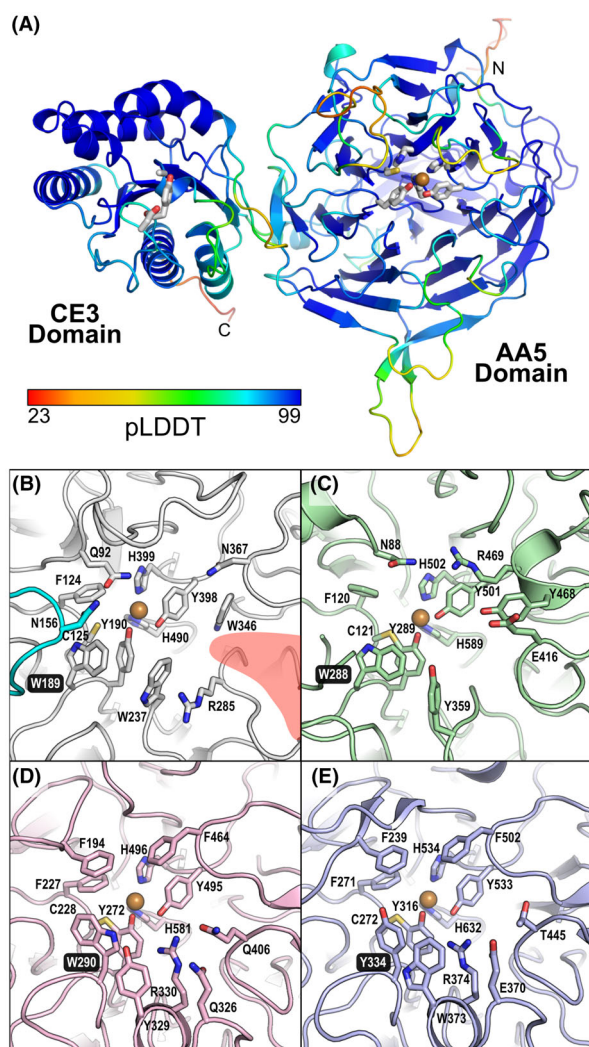 (A)
N
C
CE3
Domain
AA5
Domain
23
99
pLDDT
(B)
Q92
H399
N367
F124
Y398
N156
Y190
W346
C125
H490
W189
W237
R285
(C)
N88
H502
R469
F120
Y501
Y468
C121
Y289
H589
W288
E416
Y359
(D)
F194
H496
F464
F227
Y495
C228
Y272
H581
Q406
W290
R330
Q326
Y329
(E)
F239
H534
F502
F271
Y533
C272
Y316
H632
T445
Y334
R374
E370
W373